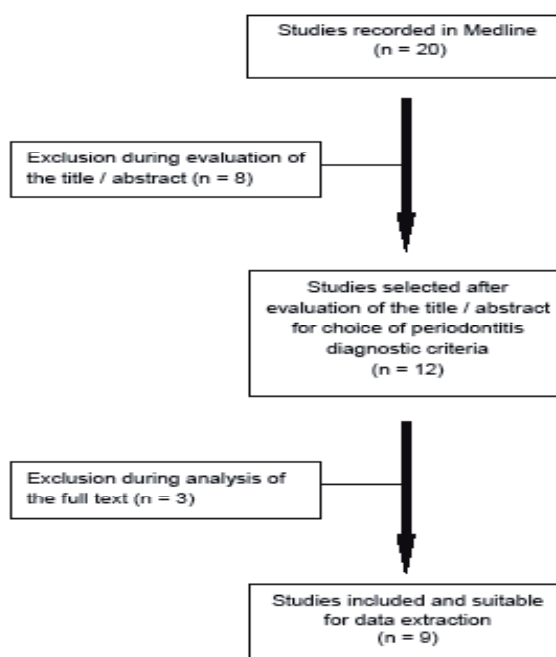 Studies recorded in Medline
(n = 20)
Exclusion during evaluation of
the title / abstract (n = 8)
Studies selected after
evaluation of the title / abstract
for choice of periodontitis
diagnostic criteria
(n = 12)
Exclusion during analysis of
the full text (n = 3)
Studies included and suitable
for data extraction
(n = 9)